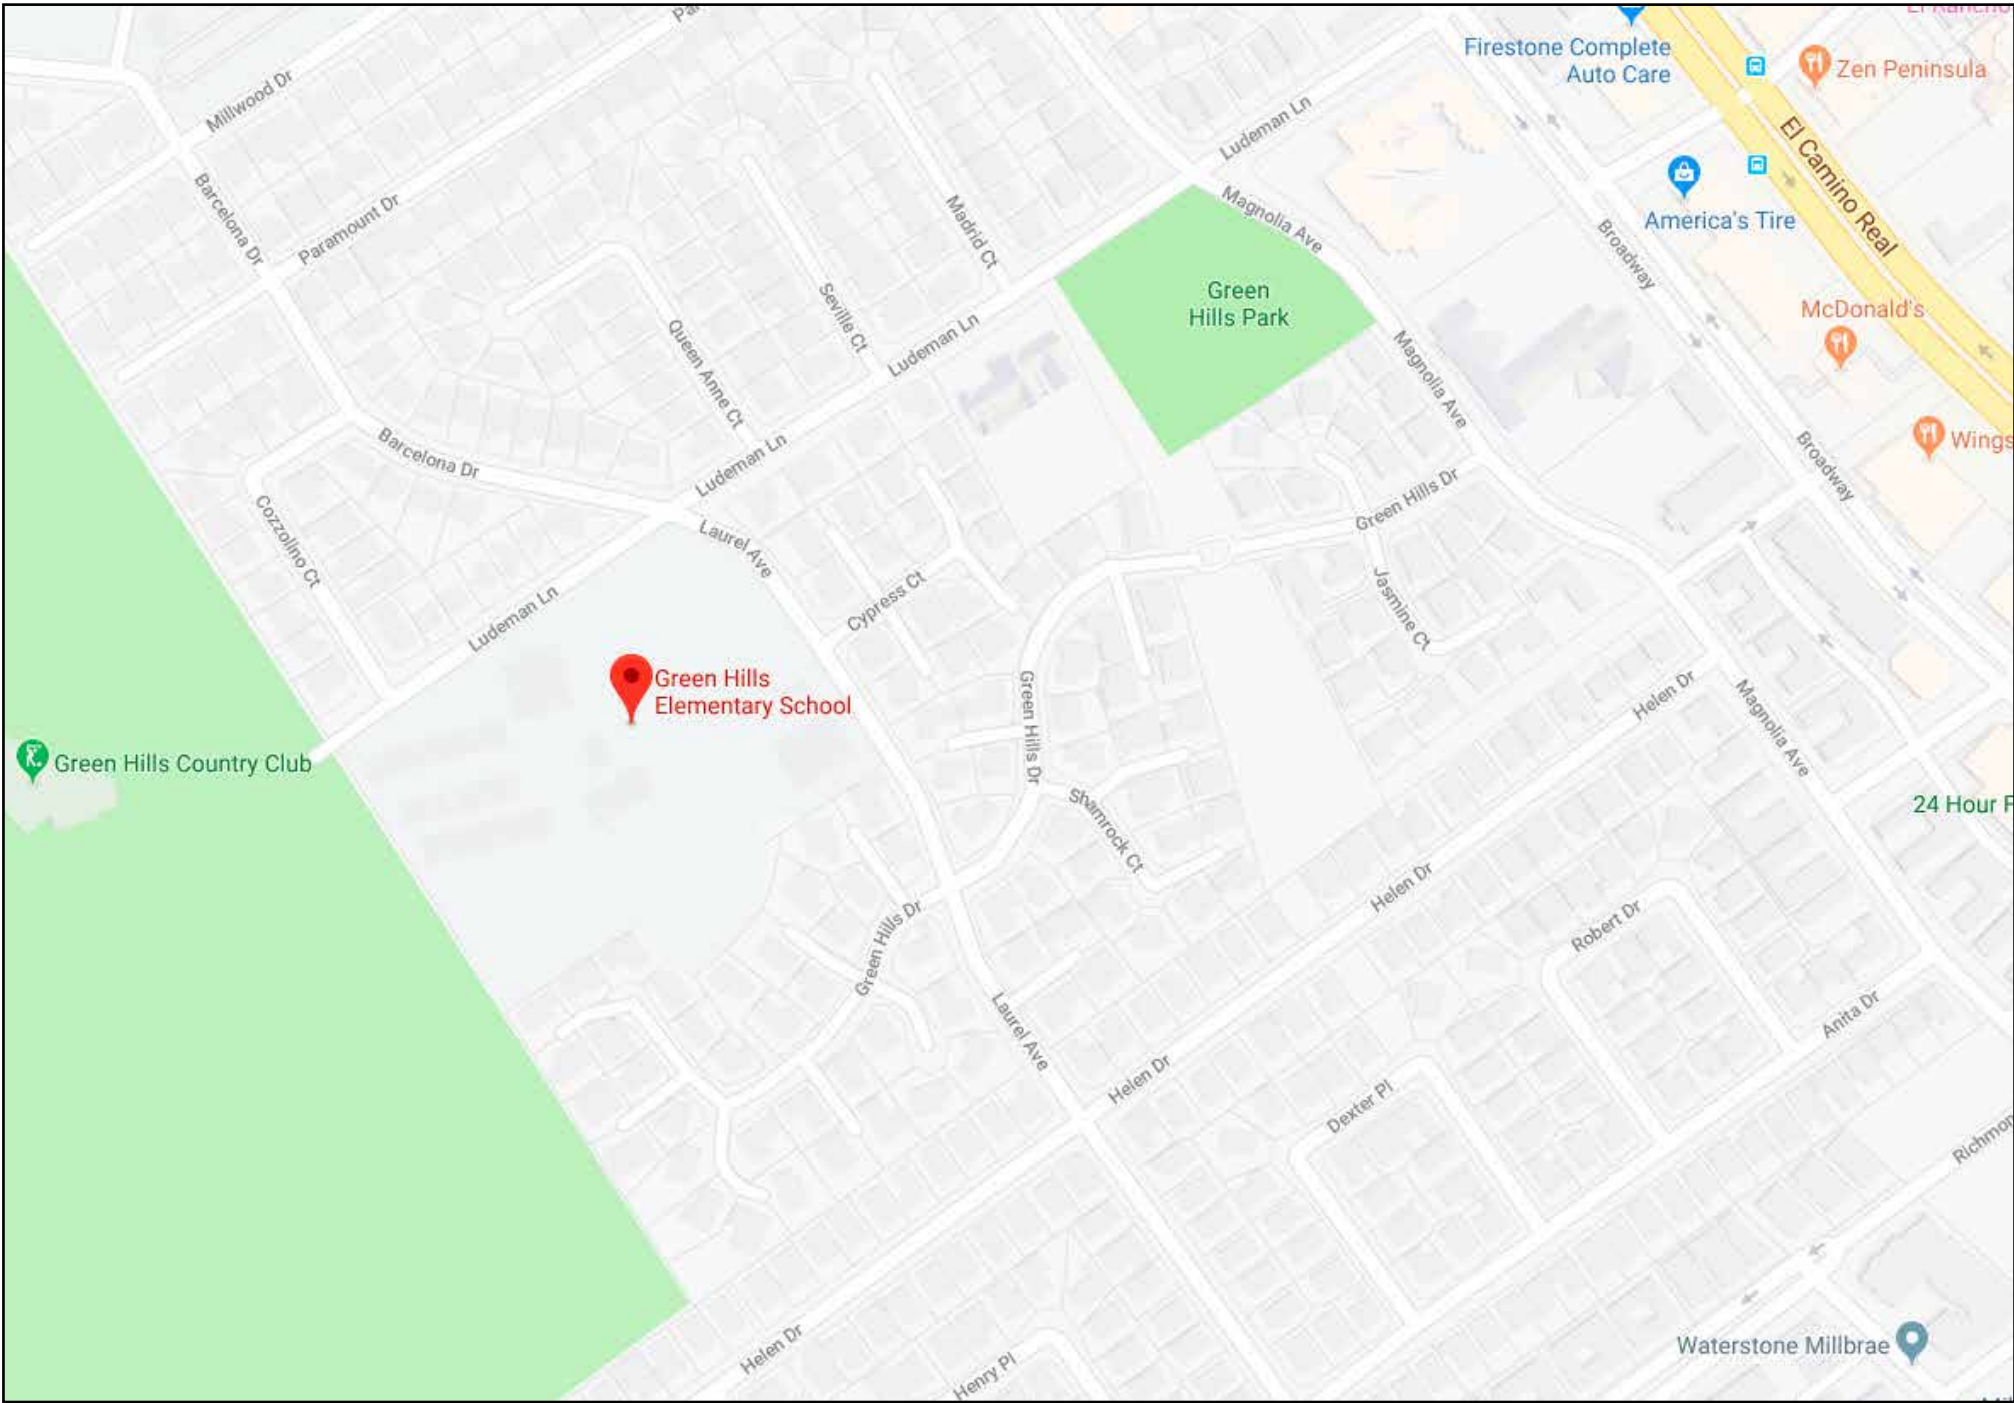 Firestone Complete
Auto Care
Zen Peninsula
Millwood Dr
Ludeman Ln
El Camino Real
Barcelona Dr
Paramount Dr
Madrid Ct
Magnolia Ave
America's Tire
Broadway
Green
Hills Park
Seville Ct
McDonald's
Queen Anne Ct
Ludeman Ln
Magnolia Ave
Wings
Barcelona Dr
Ludeman Ln
Broadway
Green Hills Dr
Cozzolino Ct
Laurel Ave
Cypress Ct
Jasmine Ct
Ludeman Ln
Green Hills
Elementary School
Green Hills Dr
Helen Dr
Magnolia Ave
Green Hills Country Club
Shamrock Ct
24 Hour F
Helen Dr
Green Hills Dr
Robert Dr
Laurel Ave
Anita Dr
Helen Dr
Dexter Pl
Richmon
Helen Dr
Henry Pl
Waterstone Millbrae